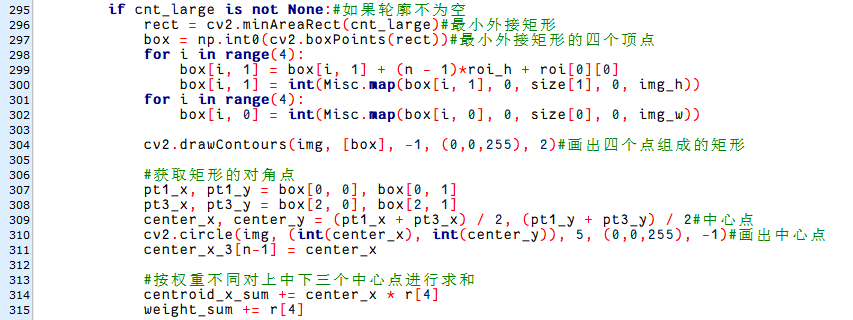 295 if cnt_large is not None:#如果轮廓不为空
296 rect = cv2.minAreaRect(cnt_large)#最小外接矩形
297 box = np.int0(cv2.boxPoints(rect))#最小外接矩形的四个顶点
298 for i in range(4):
299 box[i, 1] = box[i, 1] + (n - 1)*roi_h + roi[0][0]
300 box[i, 1] = int(Misc.map(box[i, 1], 0, size[1], 0, img_h))
301 for i in range(4):
302 box[i, 0] = int(Misc.map(box[i, 0], 0, size[0], 0, img_w))
303
304 cv2.drawContours(img, [box], -1, (0,0,255), 2)#画出四个点组成的矩形
305
306 #获取矩形的对角点
307 pt1_x, pt1_y = box[0, 0], box[0, 1]
308 pt3_x, pt3_y = box[2, 0], box[2, 1]
309 center_x, center_y = (pt1_x + pt3_x) / 2, (pt1_y + pt3_y) / 2#中心点
310 cv2.circle(img, (int(center_x), int(center_y)), 5, (0,0,255), -1)#画出中心点
311 center_x_3[n-1] = center_x
312
313 #按权重不同对上中下三个中心点进行求和
314 centroid_x_sum += center_x * r[4]
315 weight_sum += r[4]